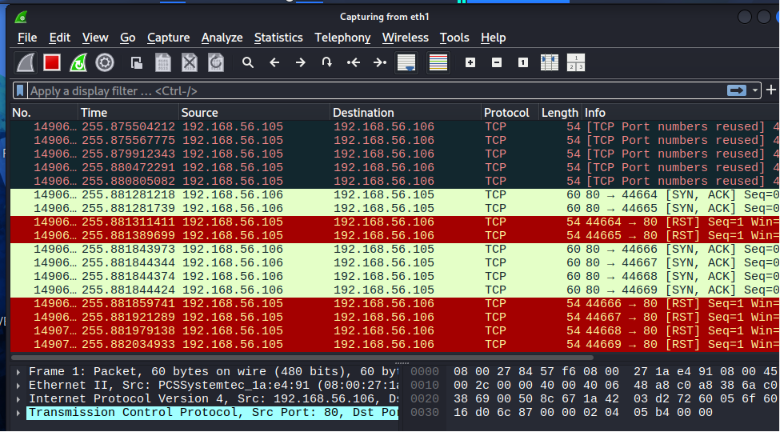 Capturing from eth1
File Edit View Go Capture Analyze Statistics Telephony Wireless Tools Help
Apply a display filter ... <Ctrl-/>
No. Time Source Destination Protocol Length Info
14906… 255.875504212 192.168.56.105 192.168.56.106 TCP 54 [TCP Port numbers reused] 4
14906… 255.875567775 192.168.56.105 192.168.56.106 TCP 54 [TCP Port numbers reused] 4
14906… 255.879912343 192.168.56.105 192.168.56.106 TCP 54 [TCP Port numbers reused] 4
14906… 255.880472291 192.168.56.105 192.168.56.106 TCP 54 [TCP Port numbers reused] 4
14906… 255.880805082 192.168.56.105 192.168.56.106 TCP 54 [TCP Port numbers reused] 4
14906… 255.881281218 192.168.56.106 192.168.56.105 TCP 60 80 → 44664 [SYN, ACK] Seq=0
14906… 255.881281739 192.168.56.106 192.168.56.105 TCP 60 80 → 44665 [SYN, ACK] Seq=0
14906… 255.881311411 192.168.56.105 192.168.56.106 TCP 54 44664 → 80 [RST] Seq=1 Win=
14906… 255.881389699 192.168.56.105 192.168.56.106 TCP 54 44665 → 80 [RST] Seq=1 Win=
14906… 255.881843973 192.168.56.106 192.168.56.105 TCP 60 80 → 44666 [SYN, ACK] Seq=0
14906… 255.881844344 192.168.56.106 192.168.56.105 TCP 60 80 → 44667 [SYN, ACK] Seq=0
14906… 255.881844374 192.168.56.106 192.168.56.105 TCP 60 80 → 44668 [SYN, ACK] Seq=0
14906… 255.881844424 192.168.56.106 192.168.56.105 TCP 60 80 → 44669 [SYN, ACK] Seq=0
14906… 255.881859741 192.168.56.105 192.168.56.106 TCP 54 44666 → 80 [RST] Seq=1 Win=
14906… 255.881921289 192.168.56.105 192.168.56.106 TCP 54 44667 → 80 [RST] Seq=1 Win=
14907… 255.881979138 192.168.56.105 192.168.56.106 TCP 54 44668 → 80 [RST] Seq=1 Win=
14907… 255.882034933 192.168.56.105 192.168.56.106 TCP 54 44669 → 80 [RST] Seq=1 Win=
Frame 1: Packet, 60 bytes on wire (480 bits), 60 by 0000 08 00 27 84 57 f6 08 00 27 1a e4 91 08 00 45
Ethernet II, Src: PCSSystemtec_1a:e4:91 (08:00:27:1a 0010 00 2c 00 00 40 00 40 06 48 a8 c0 a8 38 6a c0
Internet Protocol Version 4, Src: 192.168.56.106, Ds 0020 38 69 00 50 8c 67 1a 42 03 d2 72 60 05 6f 60
Transmission Control Protocol, Src Port: 80, Dst Po 0030 16 d0 6c 87 00 00 02 04 05 b4 00 00